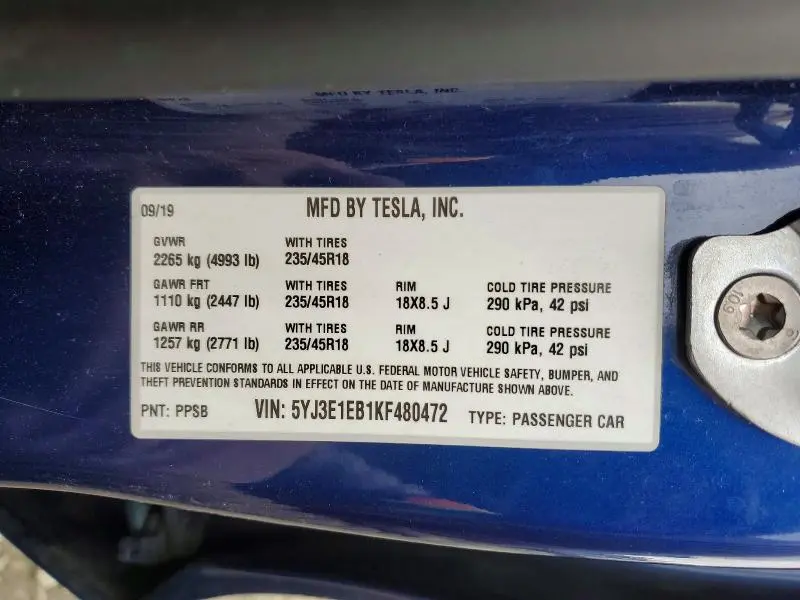 MFD BY TESLA, INC.
09/19 MFD BY TESLA, INC.
GVWR WITH TIRES
2265 kg (4993 lb) 235/45R18
GAWR FRT WITH TIRES RIM COLD TIRE PRESSURE
1110 kg (2447 lb) 235/45R18 18X8.5 J 290 kPa, 42 psi
GAWR RR WITH TIRES RIM COLD TIRE PRESSURE
1257 kg (2771 lb) 235/45R18 18X8.5 J 290 kPa, 42 psi
THIS VEHICLE CONFORMS TO ALL APPLICABLE U.S. FEDERAL MOTOR VEHICLE SAFETY, BUMPER, AND
THEFT PREVENTION STANDARDS IN EFFECT ON THE DATE OF MANUFACTURE SHOWN ABOVE.
PNT: PPSB VIN: 5YJ3E1EB1KF480472 TYPE: PASSENGER CAR